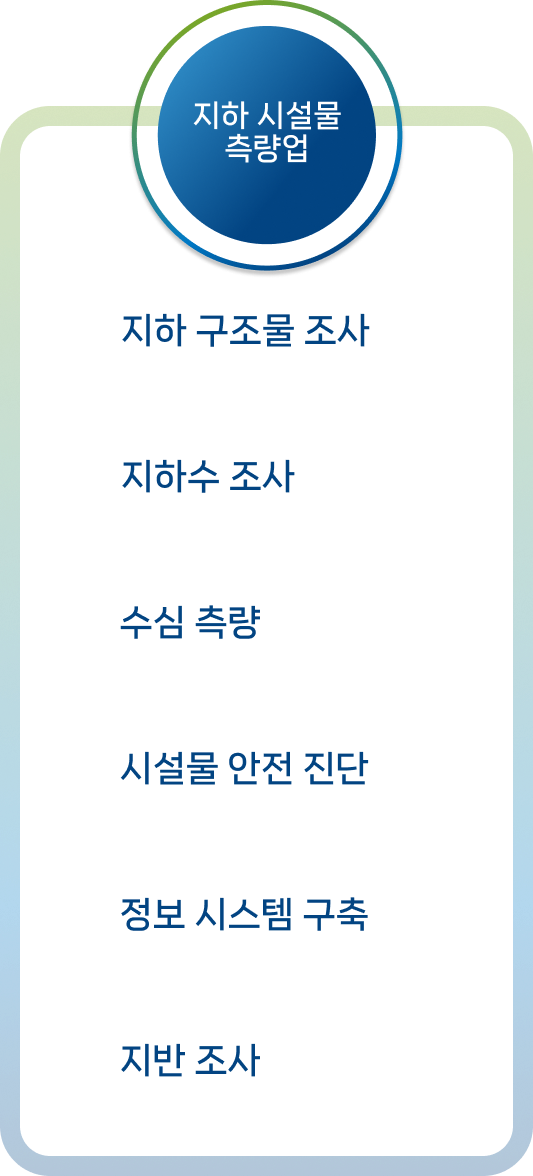 지하 시설물
측량업
지하 구조물 조사
지하수 조사
수심 측량
시설물 안전 진단
정보 시스템 구축
지반 조사